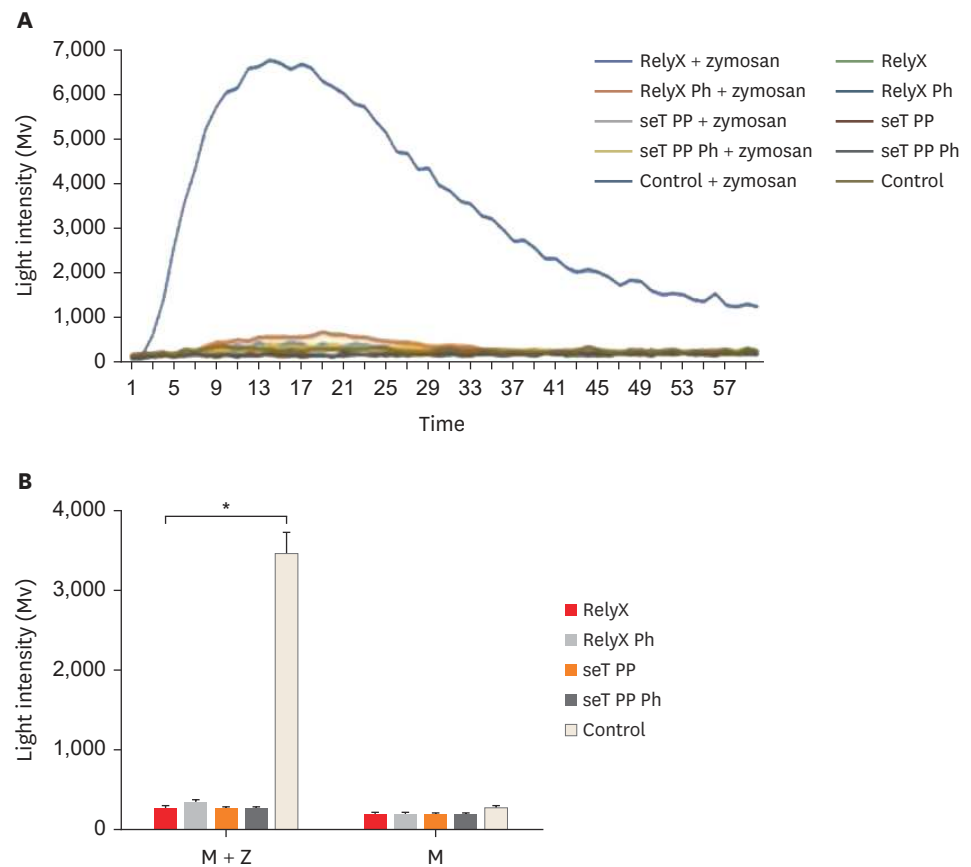 A
7,000
6,000
5,000
4,000
3,000
2,000
1,000
0
Light intensity (Mv)
1 5 9 13 17 21 25 29 33 37 41 45 49 53 57
Time
RelyX + zymosan
RelyX Ph + zymosan
seT PP + zymosan
seT PP Ph + zymosan
Control + zymosan
RelyX
RelyX Ph
seT PP
seT PP Ph
Control
B
4,000
3,000
2,000
1,000
0
Light intensity (Mv)
*
M + Z M
RelyX
RelyX Ph
seT PP
seT PP Ph
Control